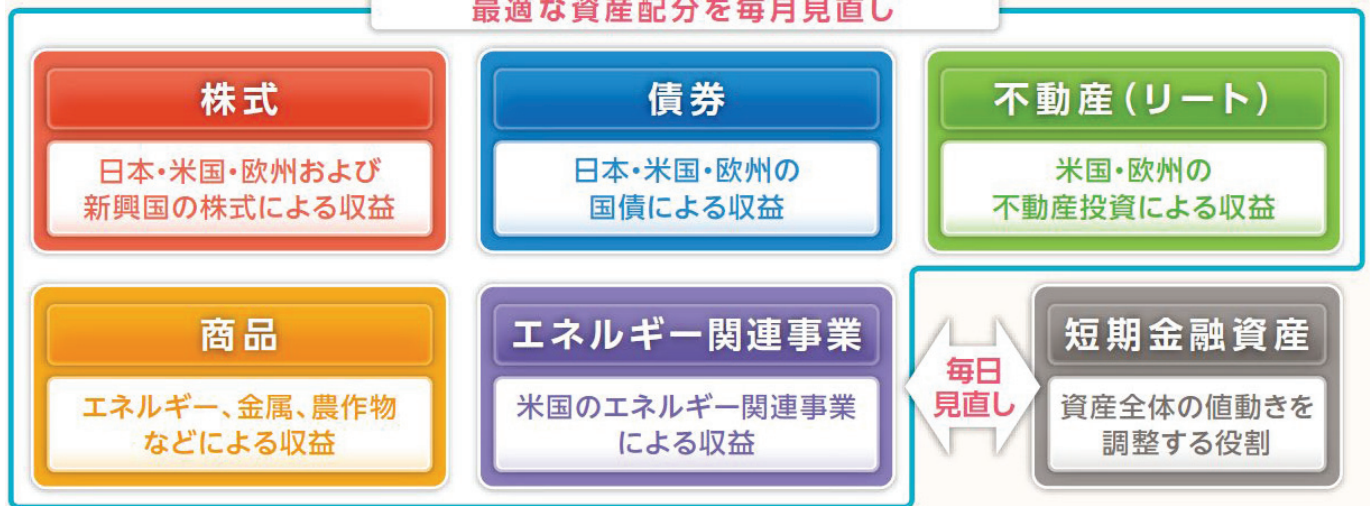 最適な資産配分を毎月見直し
株式
日本・米国・欧州および
新興国の株式による収益
債券
日本・米国・欧州の
国債による収益
不動産(リート)
米国・欧州の
不動産投資による収益
商品
エネルギー、金属、農作物
などによる収益
エネルギー関連事業
米国のエネルギー関連事業
による収益
毎日
見直し
短期金融資産
資産全体の値動きを
調整する役割